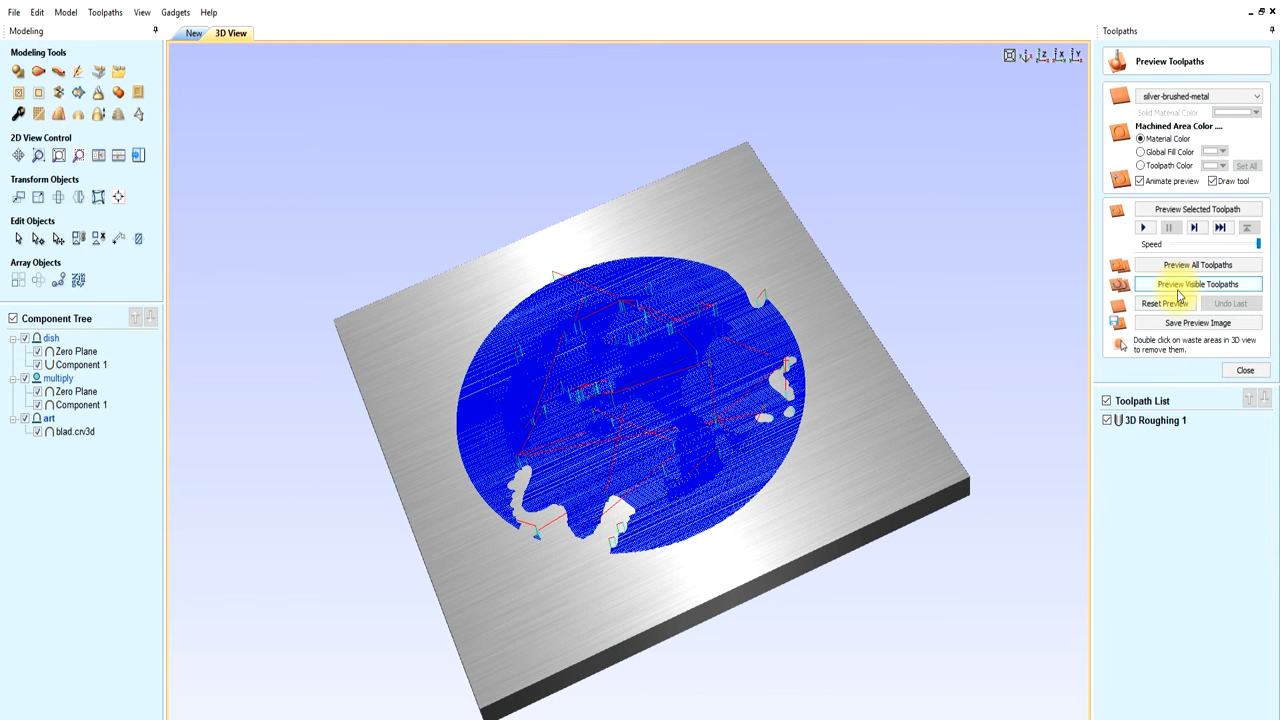 File Edit Model Toolpaths View Gadgets Help
Modeling
New
3D View
Toolpaths
Modeling Tools
2D View Control
Transform Objects
Edit Objects
Array Objects
Component Tree
dish
Zero Plane
Component 1
multiply
Zero Plane
Component 1
art
blad.crv3d
Preview Toolpaths
silver-brushed-metal
Solid Material Color
Machined Area Color ....
Material Color
Global Fill Color
Toolpath Color Set All
Animate preview Draw tool
Preview Selected Toolpath
Speed
Preview All Toolpaths
Preview Visible Toolpaths
Reset Preview Undo Last
Save Preview Image
Double click on waste areas in 3D view
to remove them.
Close
Toolpath List
3D Roughing 1